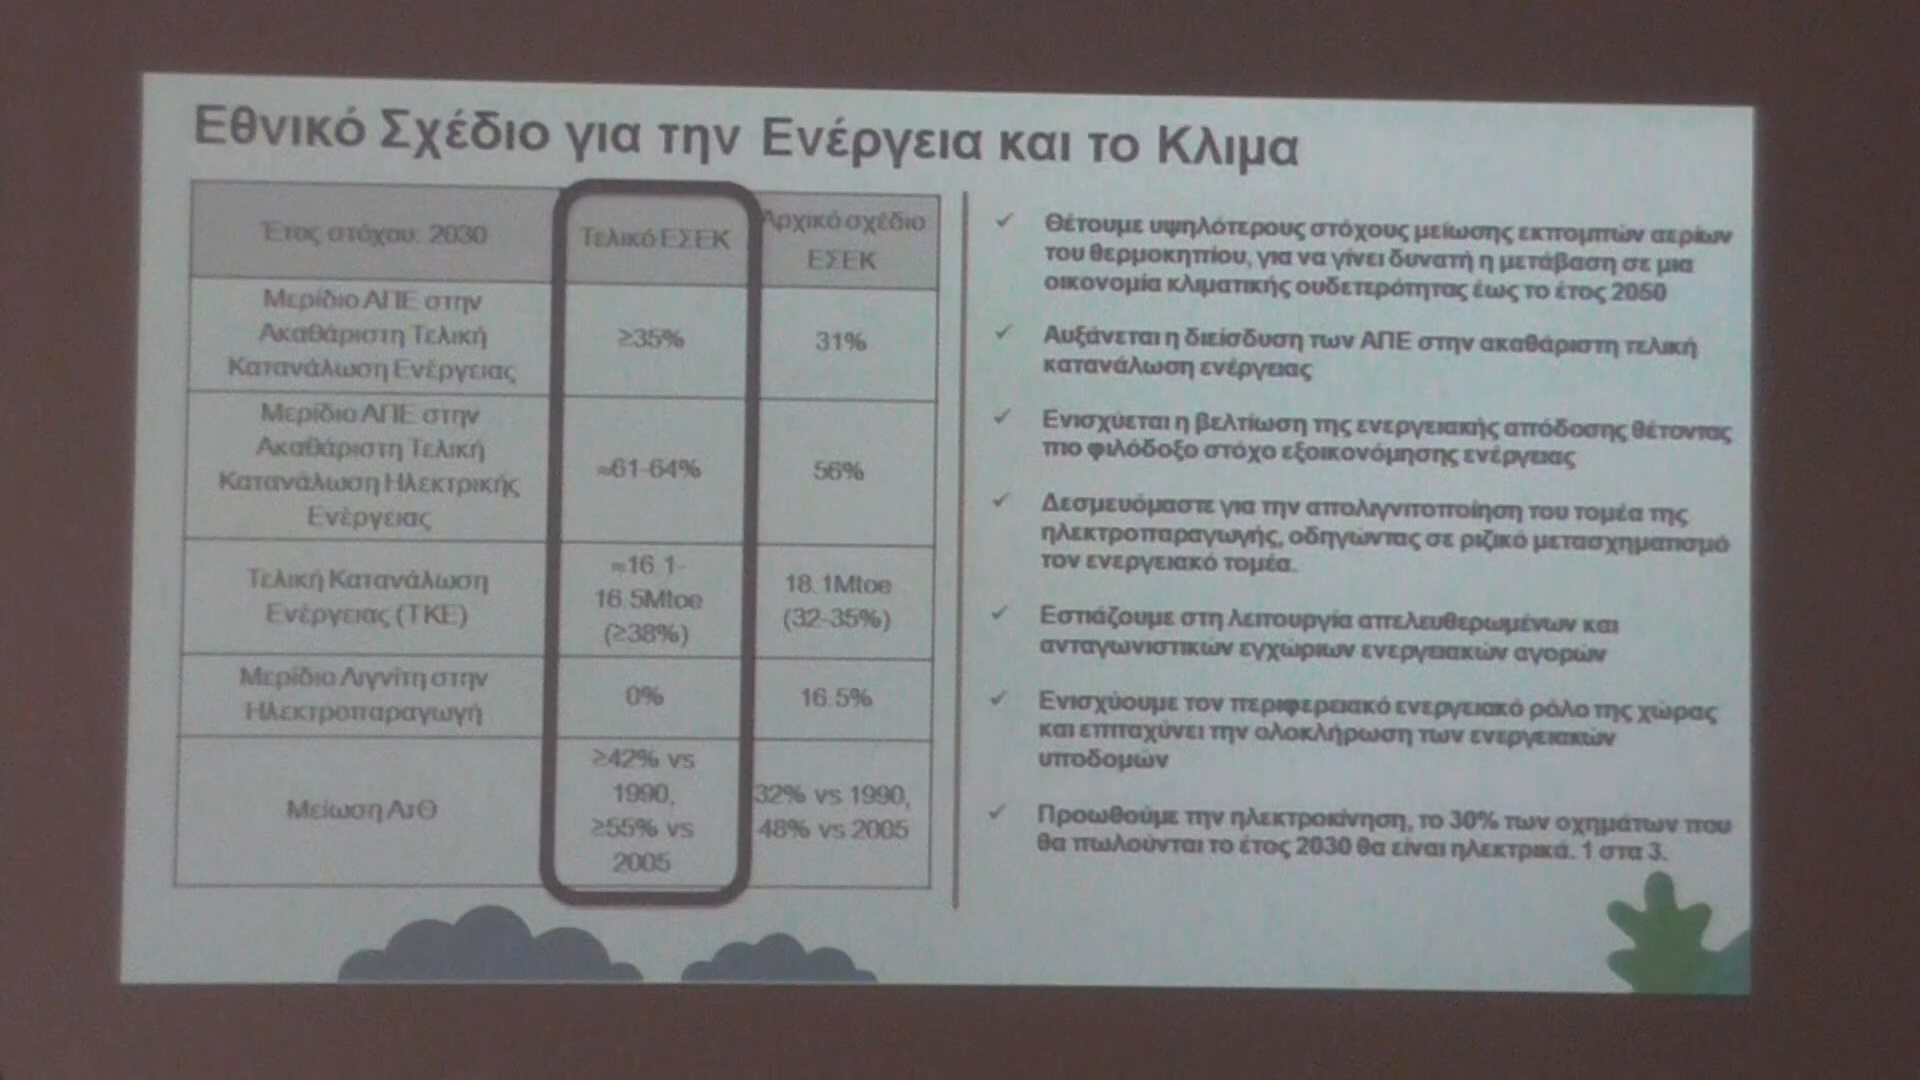 Εθνικό Σχέδιο για την Ενέργεια και το Κλιμα
Έτος στόχου: 2030
Τελικό ΕΣΕΚ
Αρχικό σχέδιο
ΕΣΕΚ
Μερίδιο ΑΠΕ στην
Ακαθάριστη Τελική
Κατανάλωση Ενέργειας
≥35%
31%
Μερίδιο ΑΠΕ στην
Ακαθάριστη Τελική
Κατανάλωση Ηλεκτρικής
Ενέργειας
≈61-64%
56%
Τελική Κατανάλωση
Ενέργειας (ΤΚΕ)
≈16.1-
16.5Mtoe
(≥38%)
18.1Mtoe
(32-35%)
Μερίδιο Λιγνίτη στην
Ηλεκτροπαραγωγή
0%
16.5%
Μείωση ΑτΘ
≥42% vs
1990,
≥55% vs
2005
32% vs 1990,
48% vs 2005
✓ Θέτουμε υψηλότερους στόχους μείωσης εκπομπών αερίων
του θερμοκηπίου, για να γίνει δυνατή η μετάβαση σε μια
οικονομία κλιματικής ουδετερότητας έως το έτος 2050
✓ Αυξάνεται η διείσδυση των ΑΠΕ στην ακαθάριστη τελική
κατανάλωση ενέργειας
✓ Ενισχύεται η βελτίωση της ενεργειακής απόδοσης θέτοντας
πιο φιλόδοξο στόχο εξοικονόμησης ενέργειας
✓ Δεσμευόμαστε για την απολιγνιτοποίηση του τομέα της
ηλεκτροπαραγωγής, οδηγώντας σε ριζικό μετασχηματισμό
τον ενεργειακό τομέα.
✓ Εστιάζουμε στη λειτουργία απελευθερωμένων και
ανταγωνιστικών εγχώριων ενεργειακών αγορών
✓ Ενισχύουμε τον περιφερειακό ενεργειακό ρόλο της χώρας
και επιταχύνει την ολοκλήρωση των ενεργειακών
υποδομών
✓ Προωθούμε την ηλεκτροκίνηση, το 30% των οχημάτων που
θα πωλούνται το έτος 2030 θα είναι ηλεκτρικά. 1 στα 3.